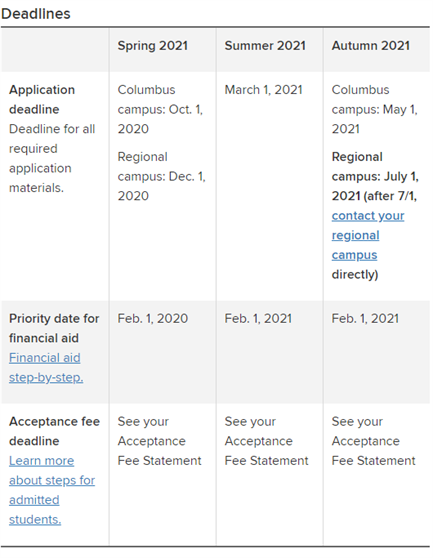 Deadlines
Spring 2021 Summer 2021 Autumn 2021
Application
deadline
Deadline for all
required
application
materials.
Columbus
campus: Oct. 1,
2020
Regional
campus: Dec. 1,
2020
March 1, 2021
Columbus
campus: May 1,
2021
Regional
campus: July 1,
2021 (after 7/1,
contact your
regional
campus
directly)
Priority date for
financial aid
Financial aid
step-by-step.
Feb. 1, 2020
Feb. 1, 2021
Feb. 1, 2021
Acceptance fee
deadline
Learn more
about steps for
admitted
students.
See your
Acceptance
Fee Statement
See your
Acceptance
Fee Statement
See your
Acceptance
Fee Statement